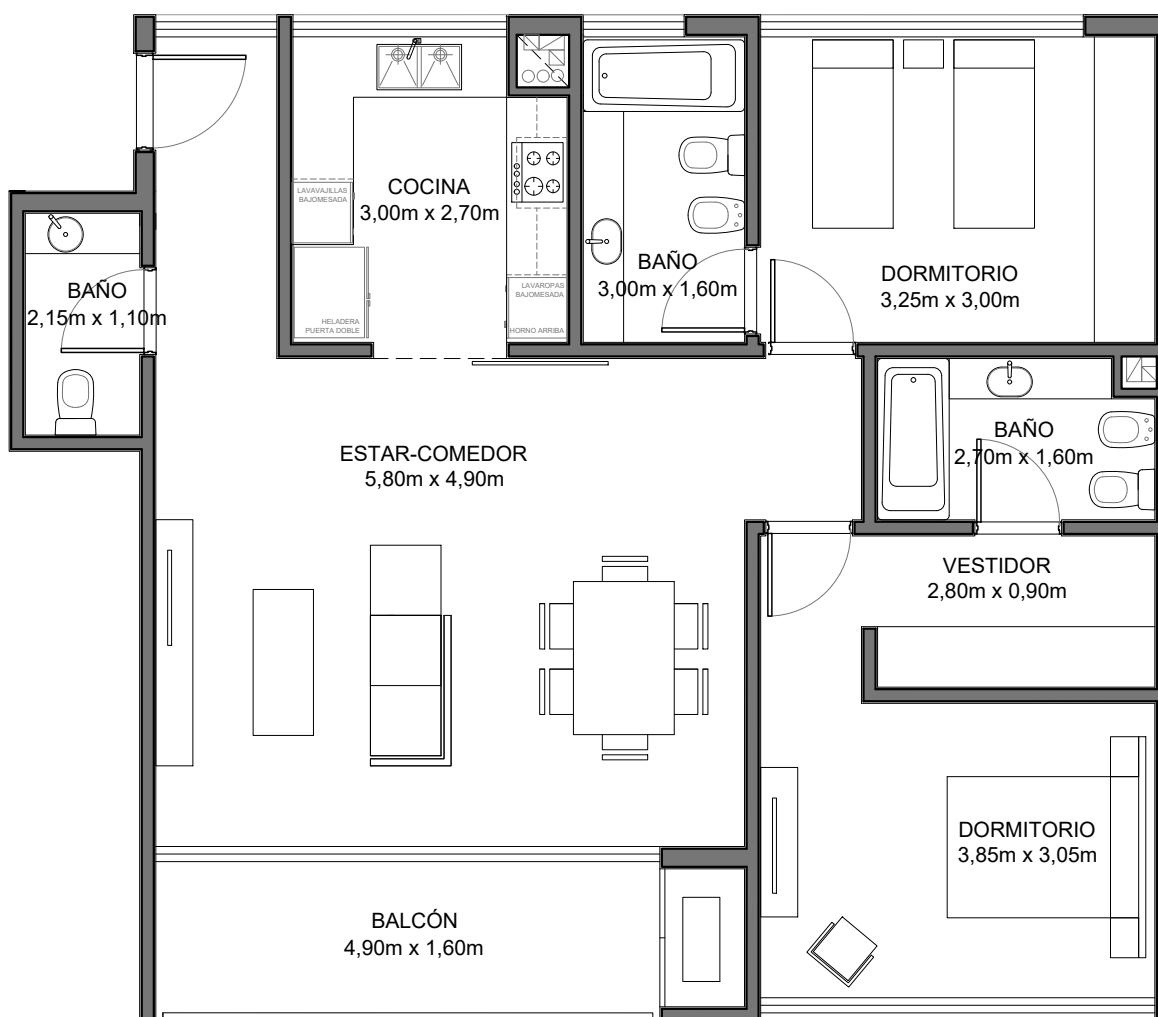 COCINA
3,00m x 2,70m
LAVAVAJILLAS
BAJOMESADA
HELADERA
PUERTA DOBLE
LAVAROPAS
BAJOMESADA
HORNO ARRIBA
BAÑO
3,00m x 1,60m
DORMITORIO
3,25m x 3,00m
BAÑO
2,15m x 1,10m
ESTAR-COMEDOR
5,80m x 4,90m
BAÑO
2,70m x 1,60m
VESTIDOR
2,80m x 0,90m
DORMITORIO
3,85m x 3,05m
BALCÓN
4,90m x 1,60m